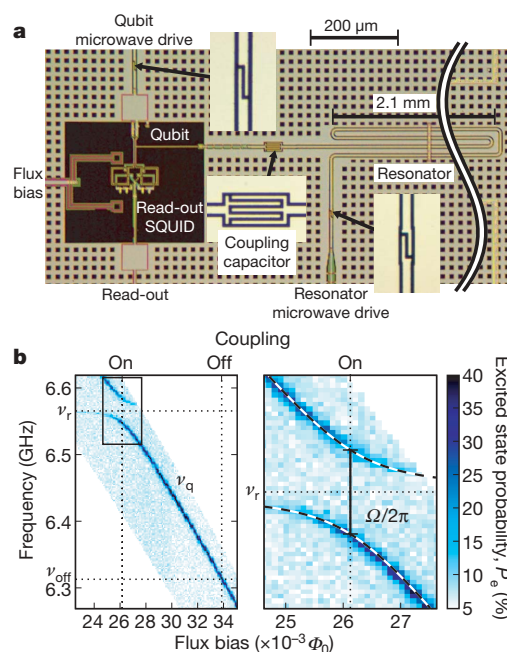 a
Qubit
microwave drive
200 μm
2.1 mm
Qubit
Resonator
Flux
bias
Read-out
SQUID
Coupling
capacitor
Read-out
Resonator
microwave drive
b
Coupling
On
Off
On
6.6
6.5
6.4
6.3
νr
νq
νoff
Frequency (GHz)
24
26
28
30
32
34
νr
Ω/2π
25
26
27
Flux bias (×10⁻³ Φ₀)
40
35
30
25
20
15
10
5
Excited state probability, Pe (%)